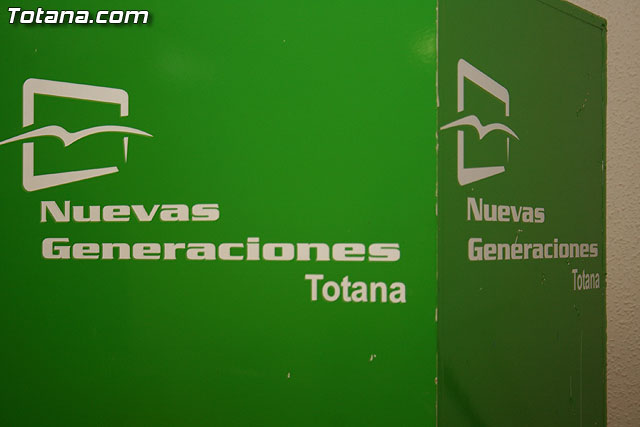 Totana.com
Nuevas
Generaciones
Totana
Nuevas
Generaciones
Totana